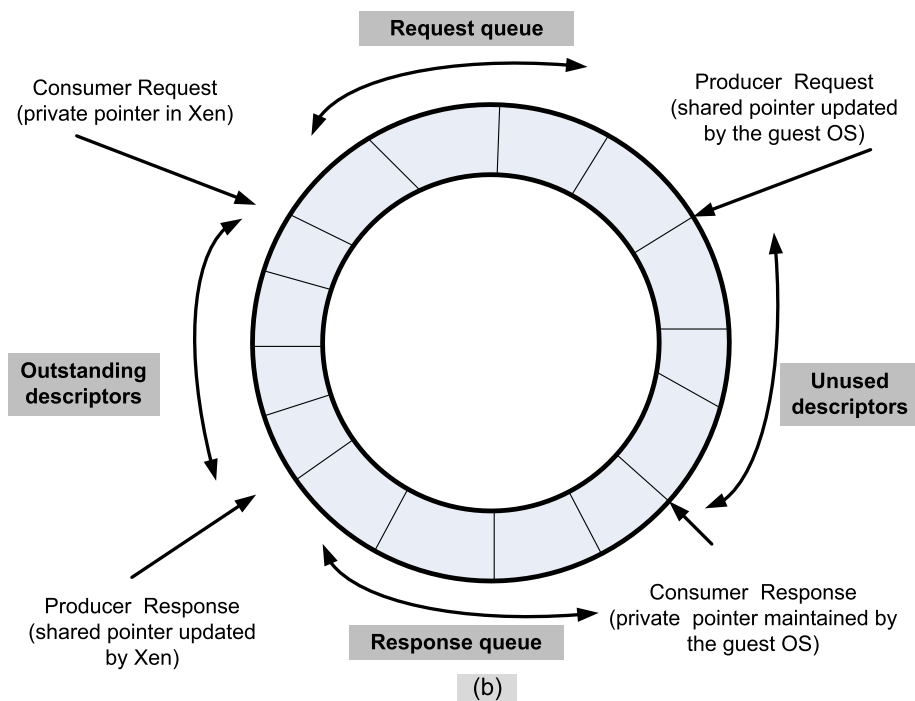 Request queue
Consumer Request
(private pointer in Xen)
Producer Request
(shared pointer updated
by the guest OS)
Outstanding
descriptors
Unused
descriptors
Producer Response
(shared pointer updated
by Xen)
Consumer Response
(private pointer maintained by
the guest OS)
Response queue
(b)